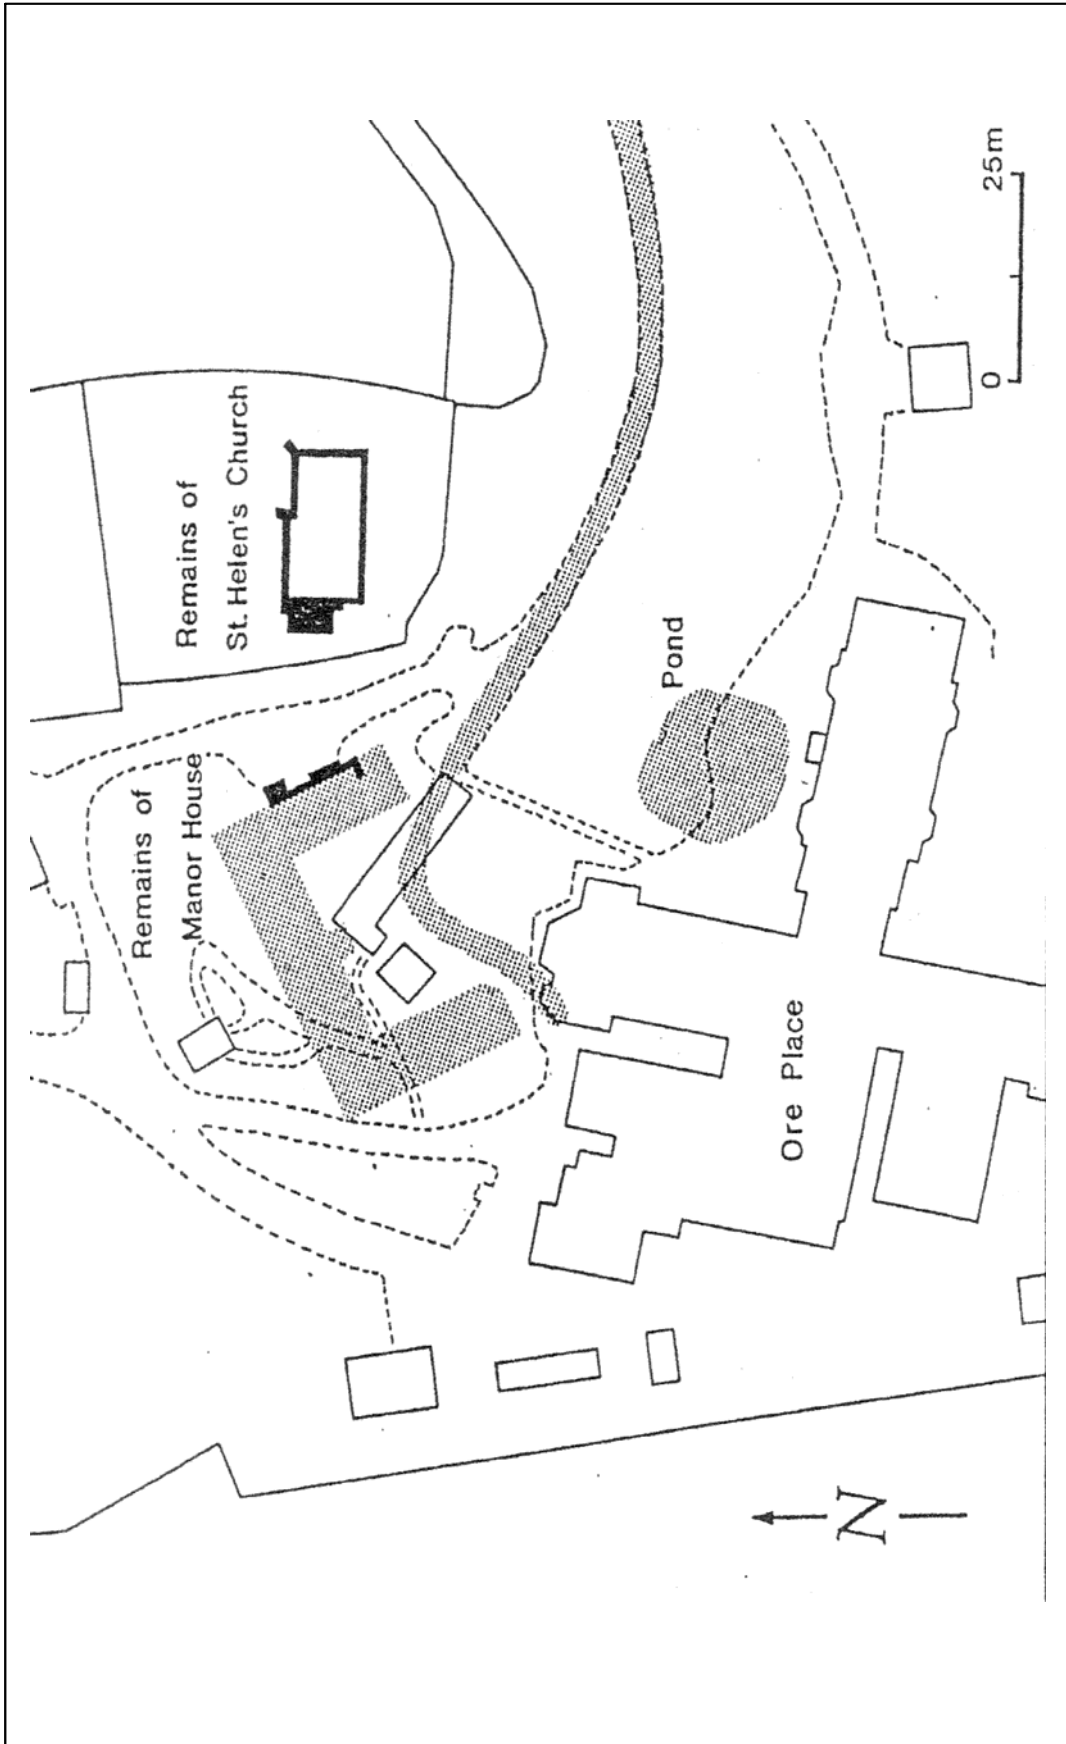 Remains of
St. Helen's Church
Remains of
Manor House
Pond
Ore Place
0 25m
N